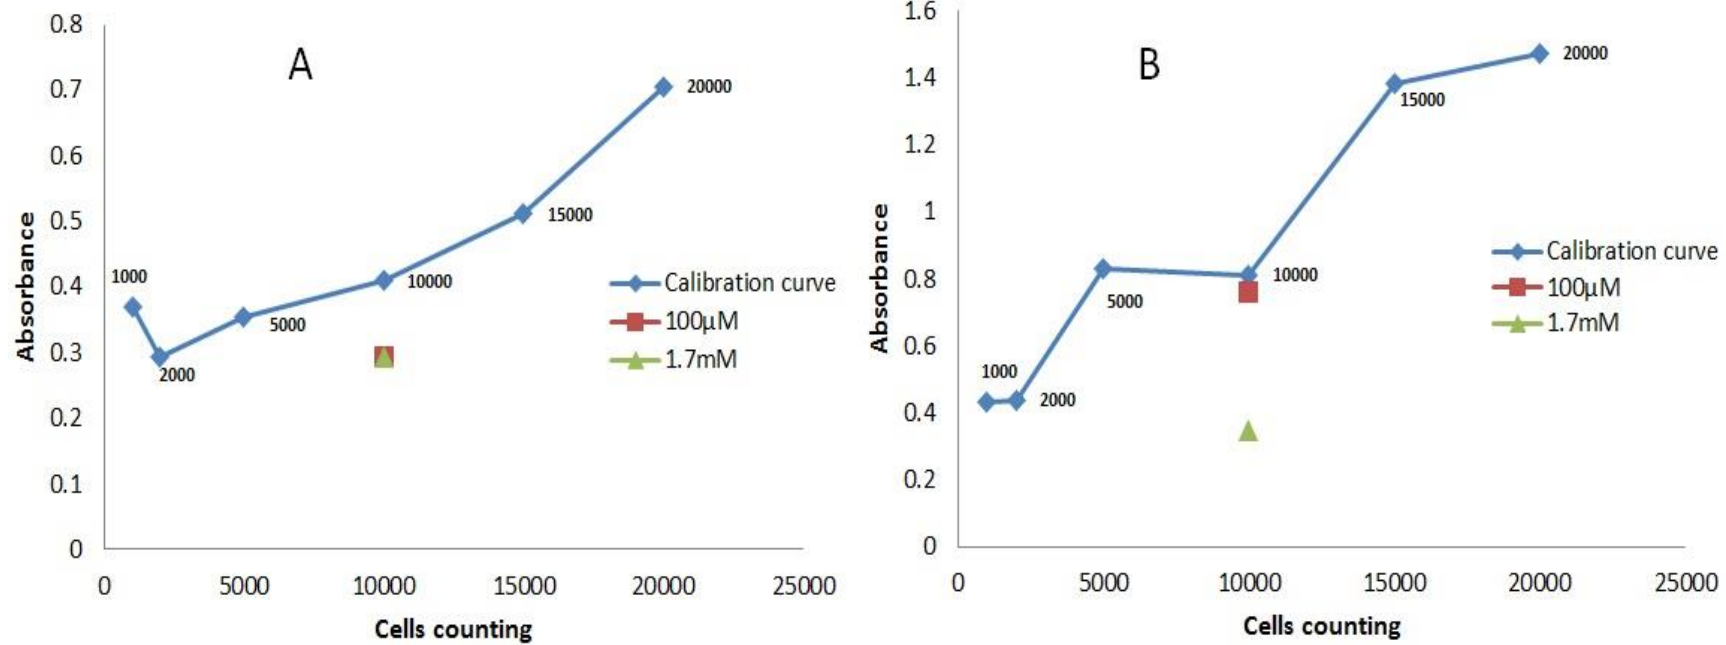 A
0.8
0.7
0.6
0.5
0.4
0.3
0.2
0.1
0
Absorbance
1000
2000
5000
10000
15000
20000
Calibration curve
100µM
1.7mM
0 5000 10000 15000 20000 25000
Cells counting
B
1.6
1.4
1.2
1
0.8
0.6
0.4
0.2
0
Absorbance
1000
2000
5000
10000
15000
20000
Calibration curve
100µM
1.7mM
0 5000 10000 15000 20000 25000
Cells counting